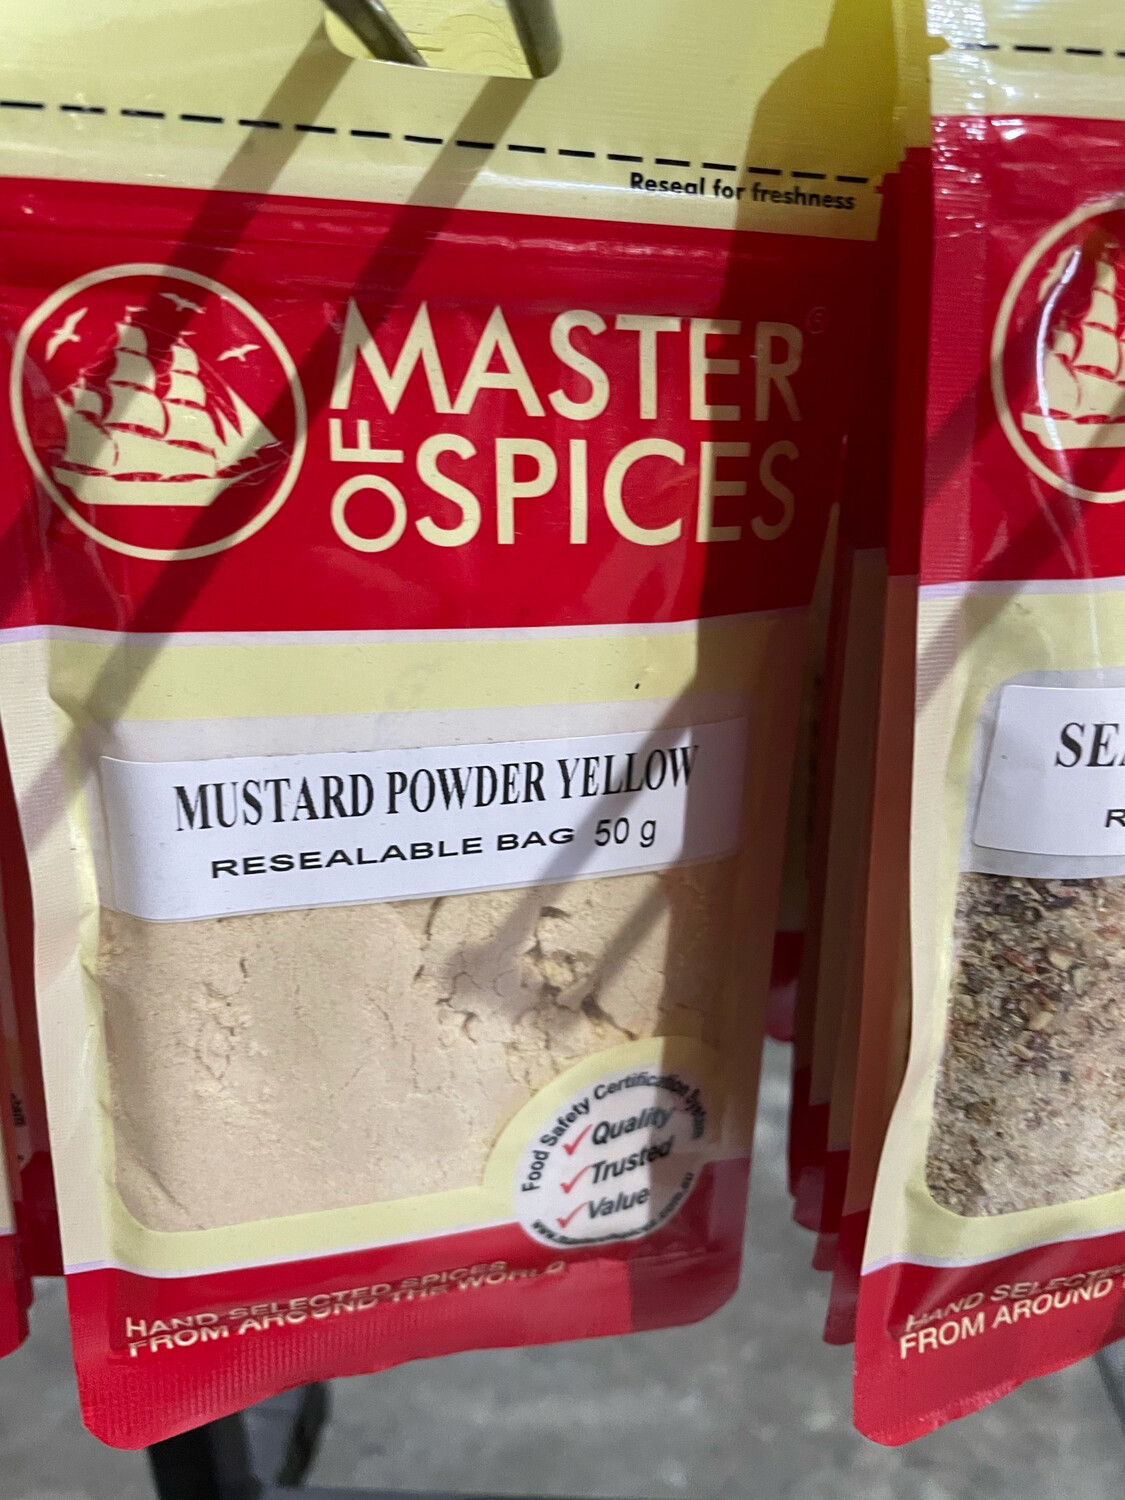 Reseal for freshness
MASTER
OF SPICES
®
MUSTARD POWDER YELLOW
RESEALABLE BAG 50 g
Food Safety Certification System
Quality
Trusted
Value
HAND SELECTED SPICES
FROM AROUND THE WORLD
HAND SELECTED
FROM AROUND